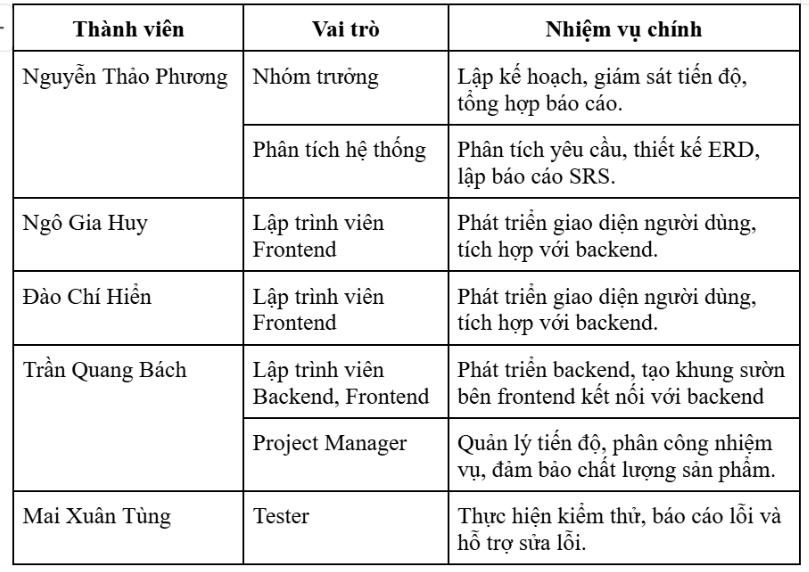 Thành viên
Vai trò
Nhiệm vụ chính
Nguyễn Thảo Phương
Nhóm trưởng
Lập kế hoạch, giám sát tiến độ,
tổng hợp báo cáo.
Phân tích hệ thống
Phân tích yêu cầu, thiết kế ERD,
lập báo cáo SRS.
Ngô Gia Huy
Lập trình viên
Frontend
Phát triển giao diện người dùng,
tích hợp với backend.
Đào Chí Hiển
Lập trình viên
Frontend
Phát triển giao diện người dùng,
tích hợp với backend.
Trần Quang Bách
Lập trình viên
Backend, Frontend
Phát triển backend, tạo khung sườn
bên frontend kết nối với backend
Project Manager
Quản lý tiến độ, phân công nhiệm
vụ, đảm bảo chất lượng sản phẩm.
Mai Xuân Tùng
Tester
Thực hiện kiểm thử, báo cáo lỗi và
hỗ trợ sửa lỗi.